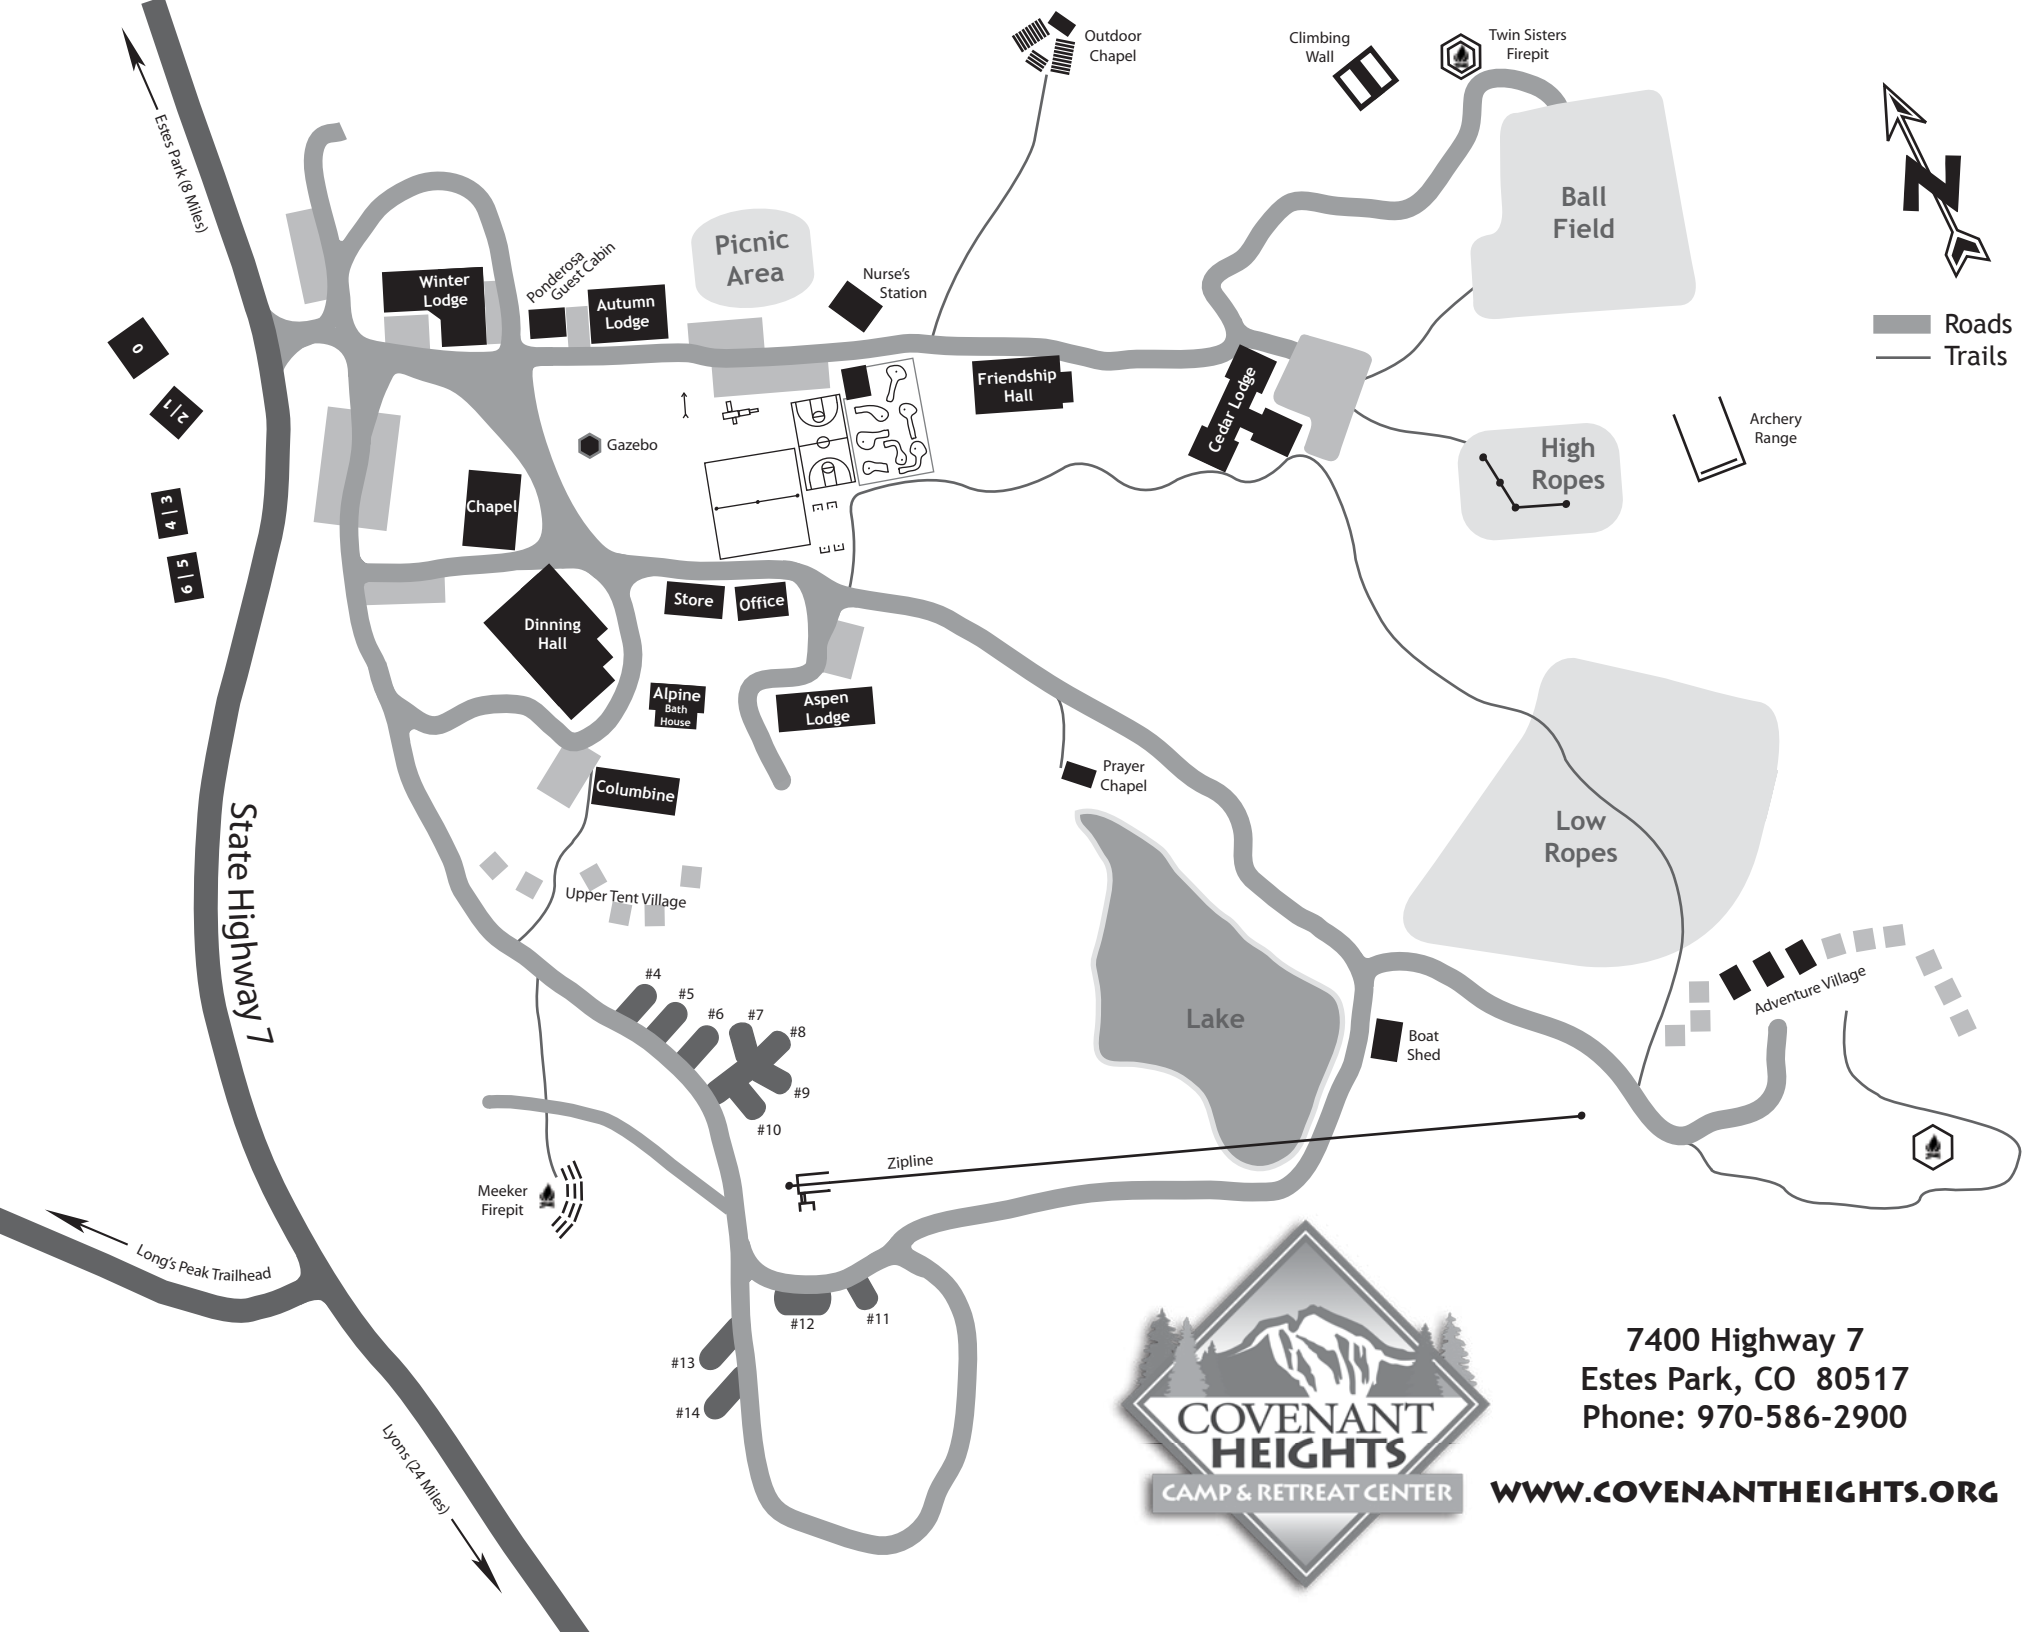 Outdoor
Chapel
Climbing
Wall
Twin Sisters
Firepit
Estes Park (8 Miles)
Ball
Field
N
Picnic
Area
Ponderosa
Guest Cabin
Winter
Lodge
Autumn
Lodge
Nurse's
Station
Roads
Trails
0
2|1
4|3
6|5
Friendship
Hall
Cedar Lodge
Gazebo
Archery
Range
High
Ropes
Chapel
Store
Office
Dinning
Hall
Alpine
Bath
House
Aspen
Lodge
Columbine
Prayer
Chapel
Low
Ropes
State Highway 7
Upper Tent Village
#4
#5
#6
#7
#8
#9
#10
Lake
Boat
Shed
Adventure Village
Zipline
Meeker
Firepit
Long's Peak Trailhead
#11
#12
#13
#14
Lyons (24 Miles)
COVENANT
HEIGHTS
CAMP & RETREAT CENTER
7400 Highway 7
Estes Park, CO  80517
Phone: 970-586-2900
WWW.COVENANTHEIGHTS.ORG